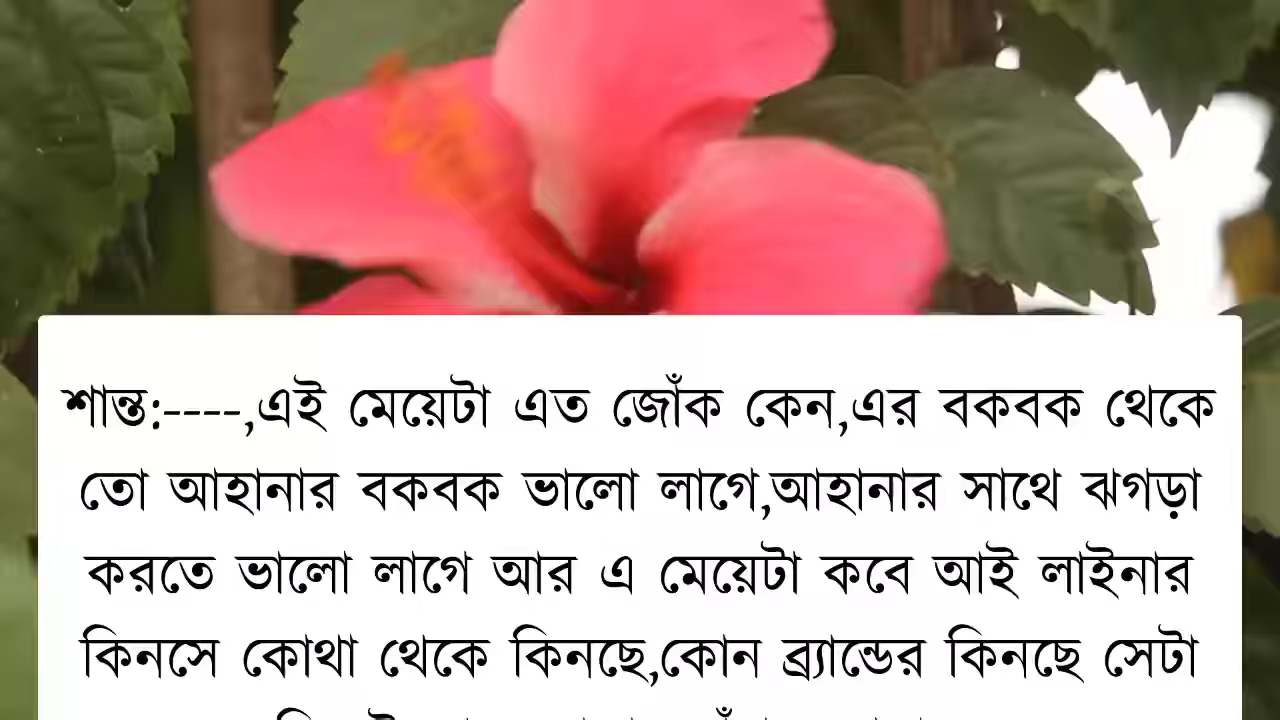 শান্ত:----,এই মেয়েটা এত জোঁক কেন,এর বকবক থেকে
তো আহানার বকবক ভালো লাগে,আহানার সাথে ঝগড়া
করতে ভালো লাগে আর এ মেয়েটা কবে আই লাইনার
কিনসে কোথা থেকে কিনছে,কোন ব্র্যান্ডের কিনছে সেটা